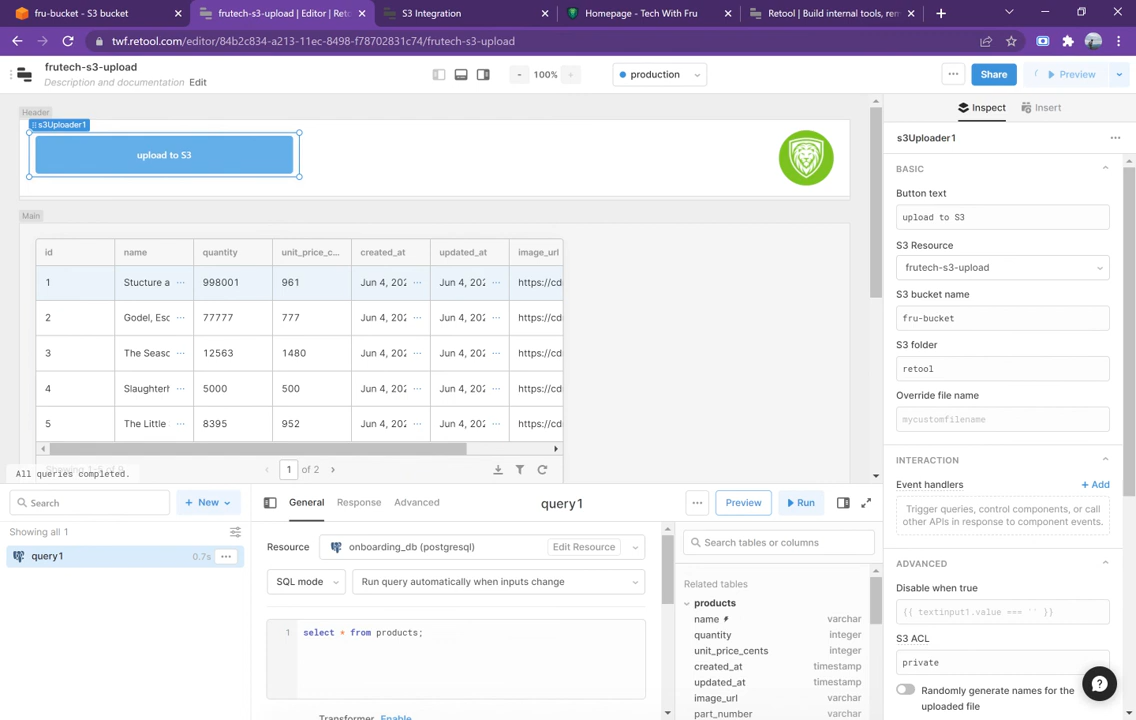 fru-bucket - S3 bucket
frutech-s3-upload | Editor | Reto
S3 Integration
Homepage - Tech With Fru
Retool | Build internal tools, rem
twf.retool.com/editor/84b2c834-a213-11ec-8498-f78702831c74/frutech-s3-upload
frutech-s3-upload
Description and documentation Edit
- 100% +
production
Share
Preview
Header
s3Uploader1
upload to S3
Main
id name quantity unit_price_c... created_at updated_at image_url
1 Stucture a ... 998001 961 Jun 4, 202 ... Jun 4, 202 ... https://cd
2 Godel, Esc ... 77777 777 Jun 4, 202 ... Jun 4, 202 ... https://cd
3 The Seaso ... 12563 1480 Jun 4, 202 ... Jun 4, 202 ... https://cd
4 Slaughterh ... 5000 500 Jun 4, 202 ... Jun 4, 202 ... https://cd
5 The Little ... 8395 952 Jun 4, 202 ... Jun 4, 202 ... https://cd
1 of 2
All queries completed.
Inspect
Insert
s3Uploader1
BASIC
Button text
upload to S3
S3 Resource
frutech-s3-upload
S3 bucket name
fru-bucket
S3 folder
retool
Override file name
mycustomfilename
INTERACTION
Event handlers
+ Add
Trigger queries, control components, or call
other APIs in response to component events.
ADVANCED
Disable when true
{{ textinput1.value === '' }}
S3 ACL
private
Randomly generate names for the
uploaded file
Search
+ New
Showing all 1
query1 0.7s ...
General
Response
Advanced
query1
Preview
Run
Resource
onboarding_db (postgresql)
Edit Resource
SQL mode
Run query automatically when inputs change
1 select * from products;
Transformer Enable
Search tables or columns
Related tables
products
name varchar
quantity integer
unit_price_cents integer
created_at timestamp
updated_at timestamp
image_url varchar
part_number varchar
?